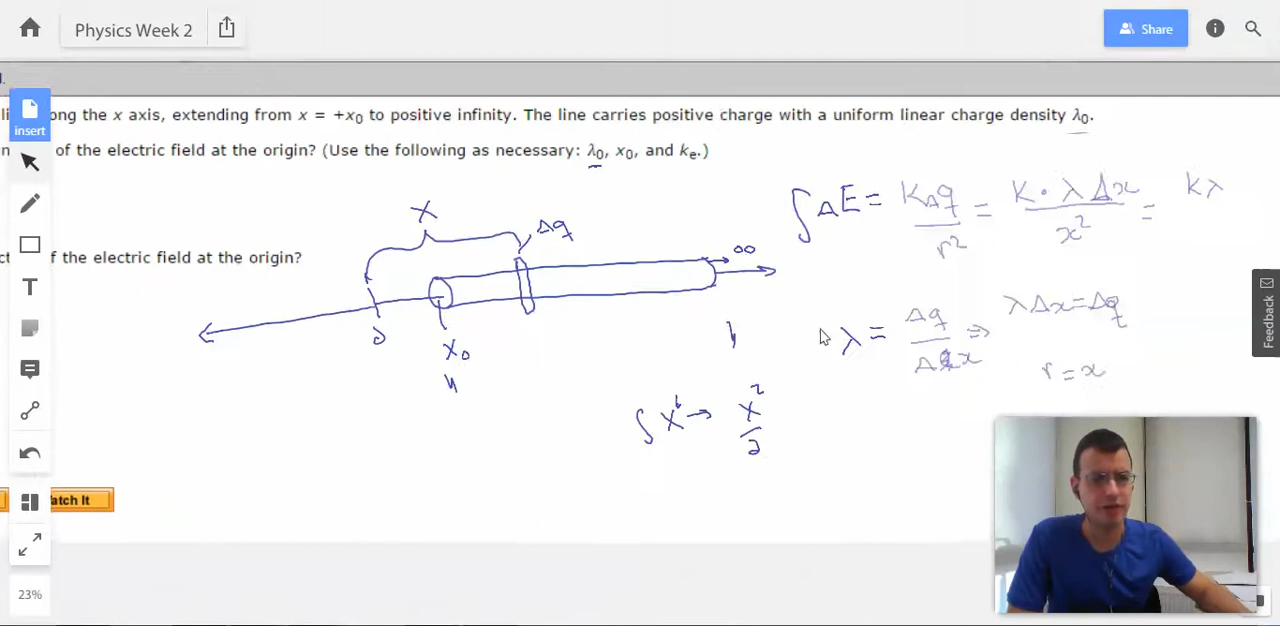 Physics Week 2
Share
ong the x axis, extending from x = +x₀ to positive infinity. The line carries positive charge with a uniform linear charge density λ₀.
insert
of the electric field at the origin? (Use the following as necessary: λ₀, x₀, and kₑ.)
f the electric field at the origin?
X
Δq
∞
0
X₀
∫ΔE = KΔq/r² = K·λΔx/x² = kλ
λ = Δq/Δx ⇒ λΔx=Δq
r=x
∫X¹→ X²/2
Feedback
atch It
23%